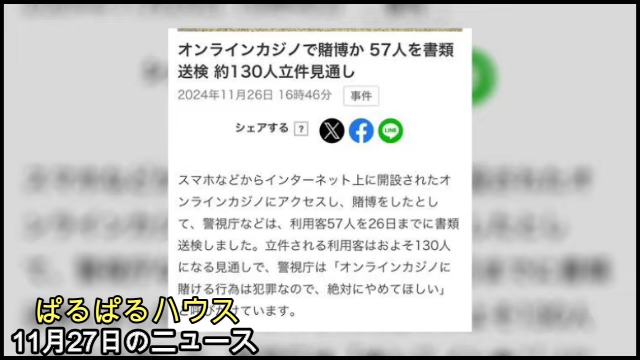 オンラインカジノで賭博か 57人を書類
送検 約130人立件見通し
2024年11月26日 16時46分 事件
シェアする ?
LINE
スマホなどからインターネット上に開設されたオ
ンラインカジノにアクセスし、賭博をしたとし
て、警視庁などは、利用客57人を26日までに書類
送検しました。立件される利用客はおよそ130人
になる見通しで、警視庁は「オンラインカジノに
賭ける行為は犯罪なので、絶対にやめてほしい」
と呼びかけています。
ぱるぱるハウス
11月27日のニュース